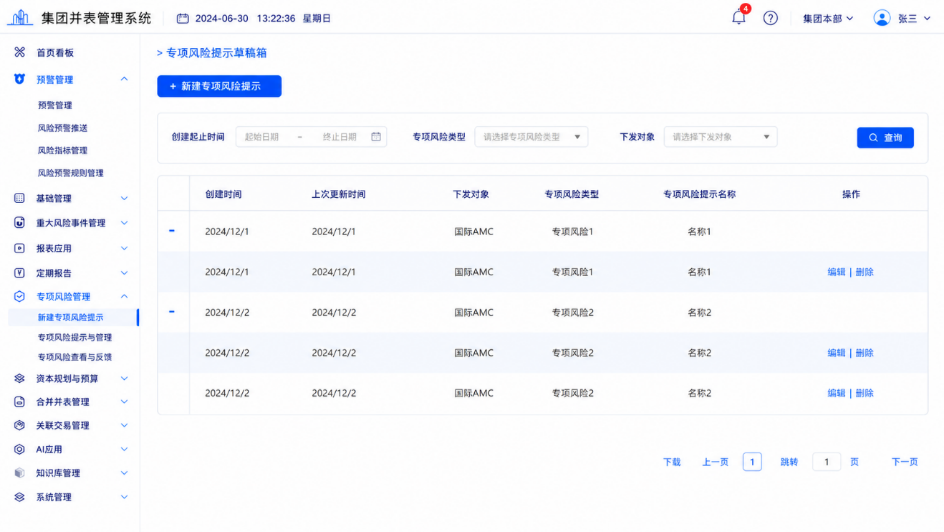 集团并表管理系统 2024-06-30 13:22:36 星期日 4 集团本部 张三
首页看板
预警管理
预警管理
风险预警推送
风险指标管理
风险预警规则管理
基础管理
重大风险事件管理
报表应用
定期报告
专项风险管理
新建专项风险提示
专项风险提示与管理
专项风险查看与反馈
资本规划与预算
合并并表管理
关联交易管理
AI应用
知识库管理
系统管理
> 专项风险提示草稿箱
+ 新建专项风险提示
创建起止时间 起始日期 – 终止日期 专项风险类型 请选择专项风险类型 下发对象 请选择下发对象 查询
创建时间 上次更新时间 下发对象 专项风险类型 专项风险提示名称 操作
- 2024/12/1 2024/12/1 国际AMC 专项风险1 名称1
2024/12/1 2024/12/1 国际AMC 专项风险1 名称1 编辑 | 删除
- 2024/12/2 2024/12/2 国际AMC 专项风险2 名称2
2024/12/2 2024/12/2 国际AMC 专项风险2 名称2 编辑 | 删除
2024/12/2 2024/12/2 国际AMC 专项风险2 名称2 编辑 | 删除
下载 上一页 1 跳转 1 页 下一页